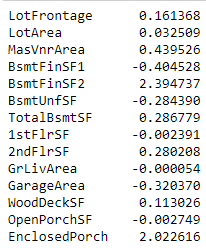 LotFrontage 0.161368
LotArea 0.032509
MasVnrArea 0.439526
BsmtFinSF1 -0.404528
BsmtFinSF2 2.394737
BsmtUnfSF -0.284390
TotalBsmtSF 0.286779
1stFlrSF -0.002391
2ndFlrSF 0.280208
GrLivArea -0.000054
GarageArea -0.320370
WoodDeckSF 0.113026
OpenPorchSF -0.002749
EnclosedPorch 2.022616